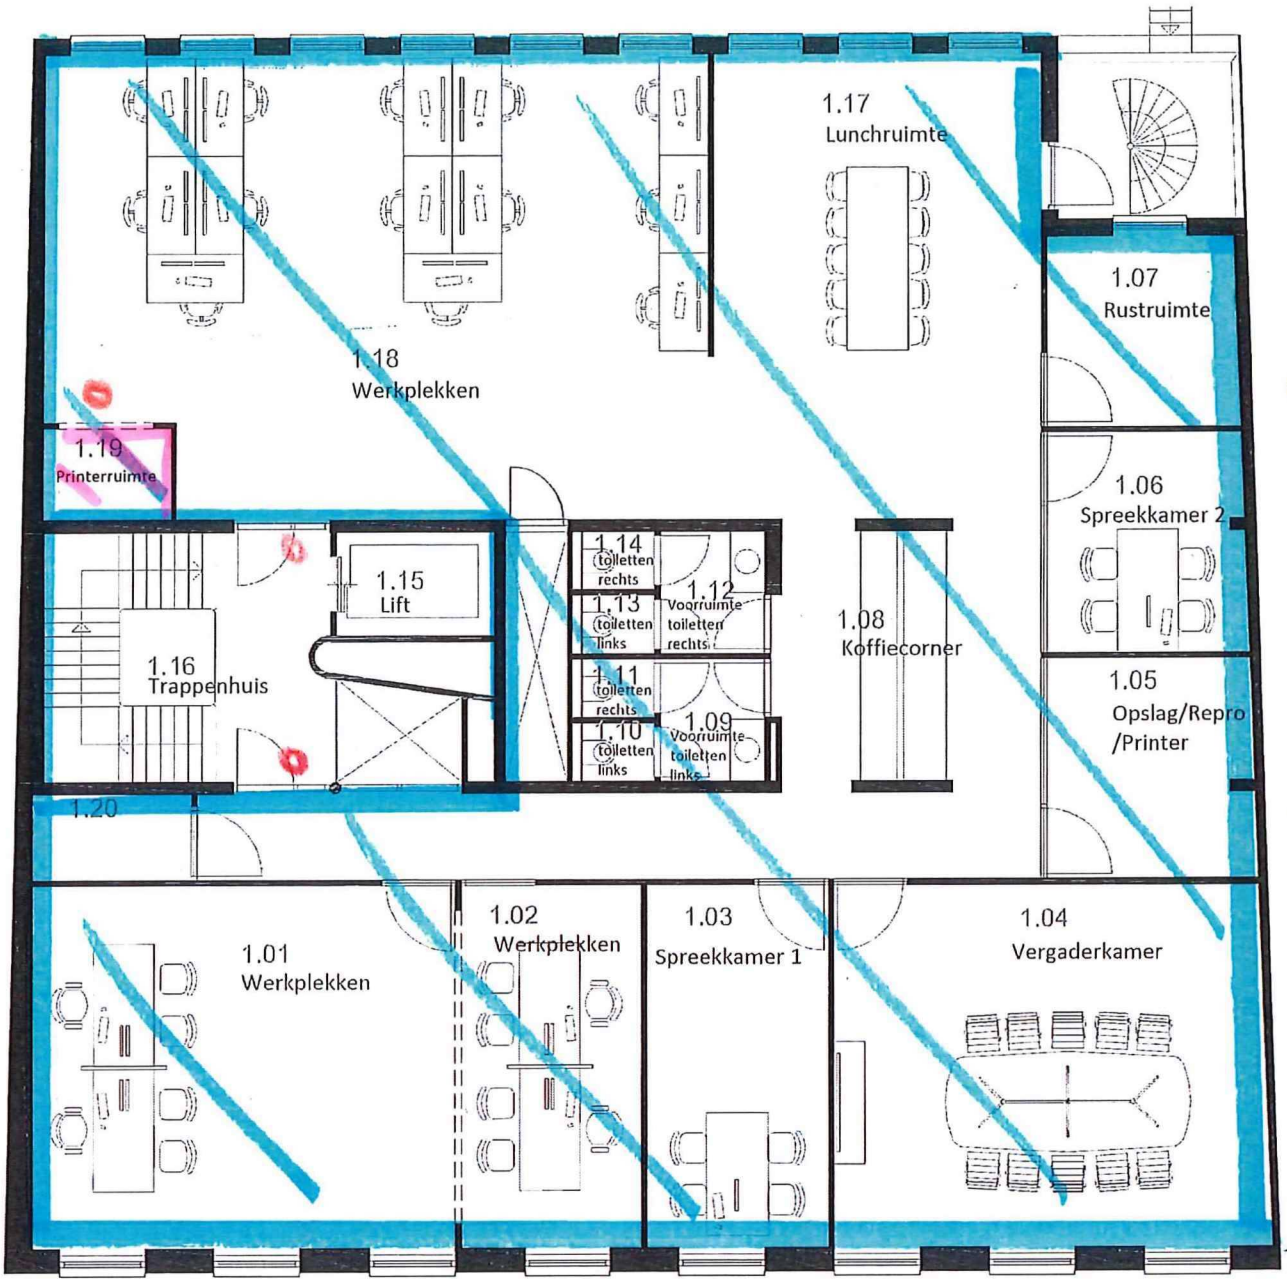 1.17
Lunchruimte
1.07
Rustruimte
1.18
Werkplekken
1.19
Printerruimte
1.06
Spreekkamer 2
1.14
toiletten
rechts
1.15
Lift
1.12
Voorruimte
toiletten
rechts
1.13
toiletten
links
1.08
Koffiecorner
1.16
Trappenhuis
1.11
toiletten
rechts
1.05
Opslag/Repro
/Printer
1.10
toiletten
links
1.09
Voorruimte
toiletten
links
1.20
1.01
Werkplekken
1.02
Werkplekken
1.03
Spreekkamer 1
1.04
Vergaderkamer